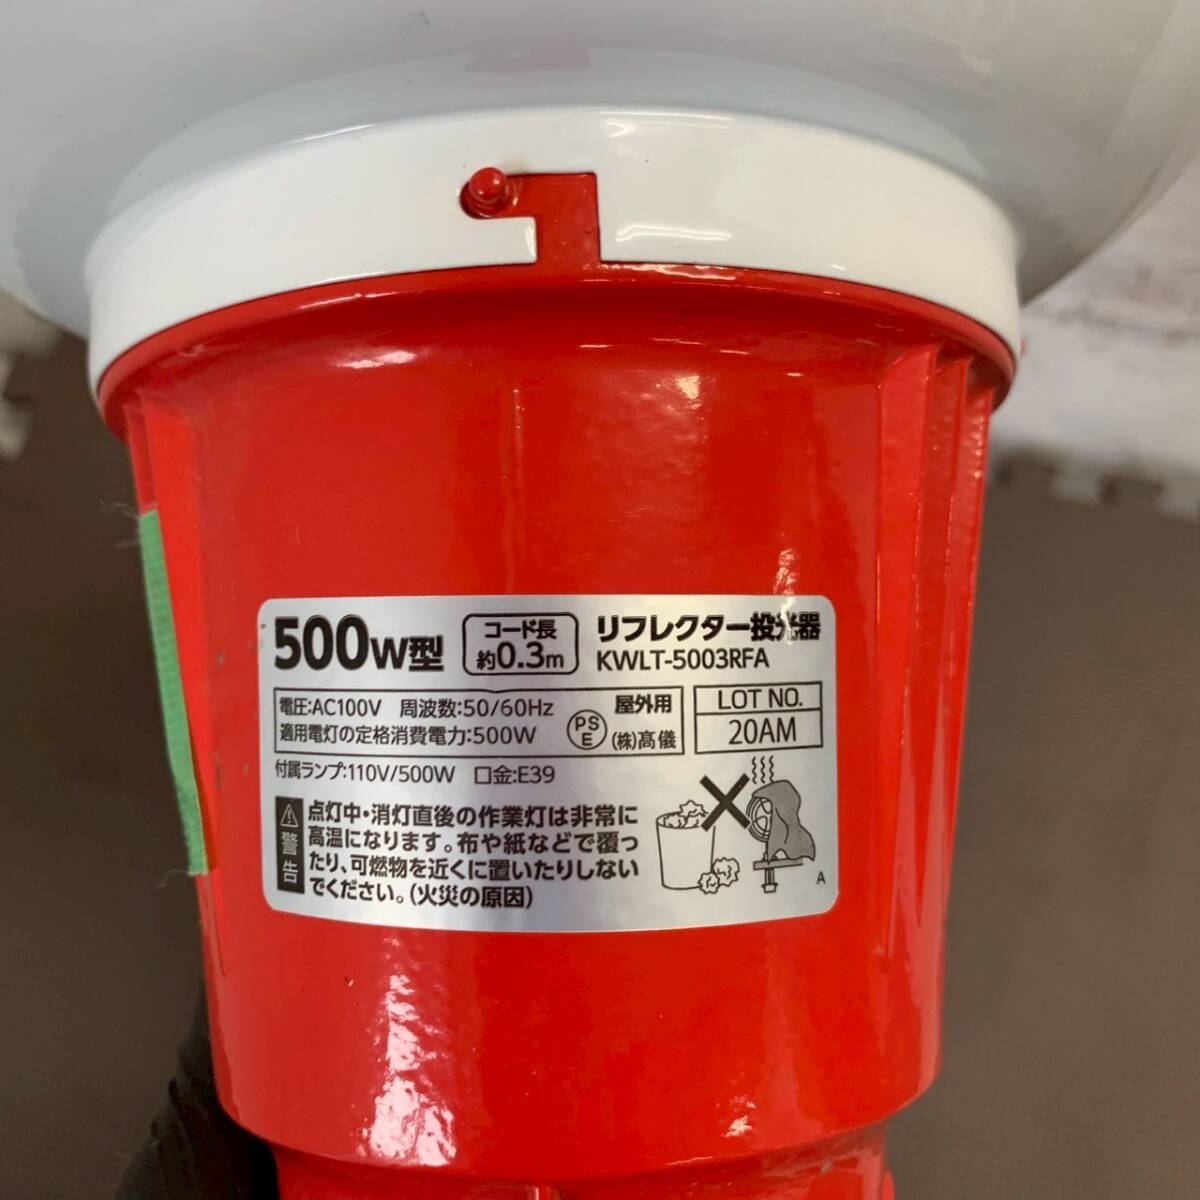 500W型
コード長
約0.3m
リフレクター投光器
KWLT-5003RFA
電圧:AC100V 周波数:50/60Hz
適用電灯の定格消費電力:500W
PS
E
屋外用
(株)髙儀
LOT NO.
20AM
付属ランプ:110V/500W 口金:E39
警告
点灯中・消灯直後の作業灯は非常に
高温になります。布や紙などで覆っ
たり、可燃物を近くに置いたりしない
でください。(火災の原因)
A